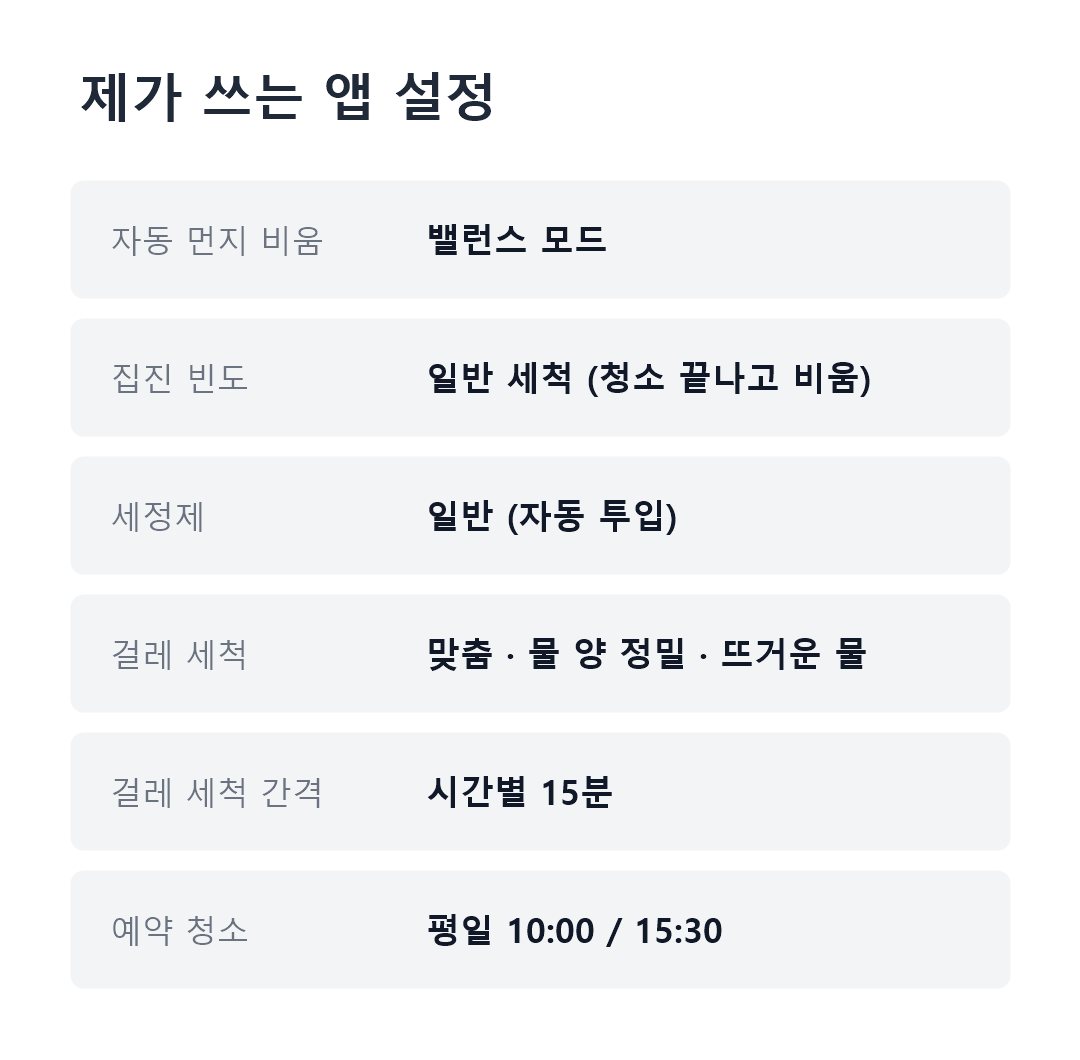 제가 쓰는 앱 설정
자동 먼지 비움 밸런스 모드
집진 빈도 일반 세척 (청소 끝나고 비움)
세정제 일반 (자동 투입)
걸레 세척 맞춤 · 물 양 정밀 · 뜨거운 물
걸레 세척 간격 시간별 15분
예약 청소 평일 10:00 / 15:30